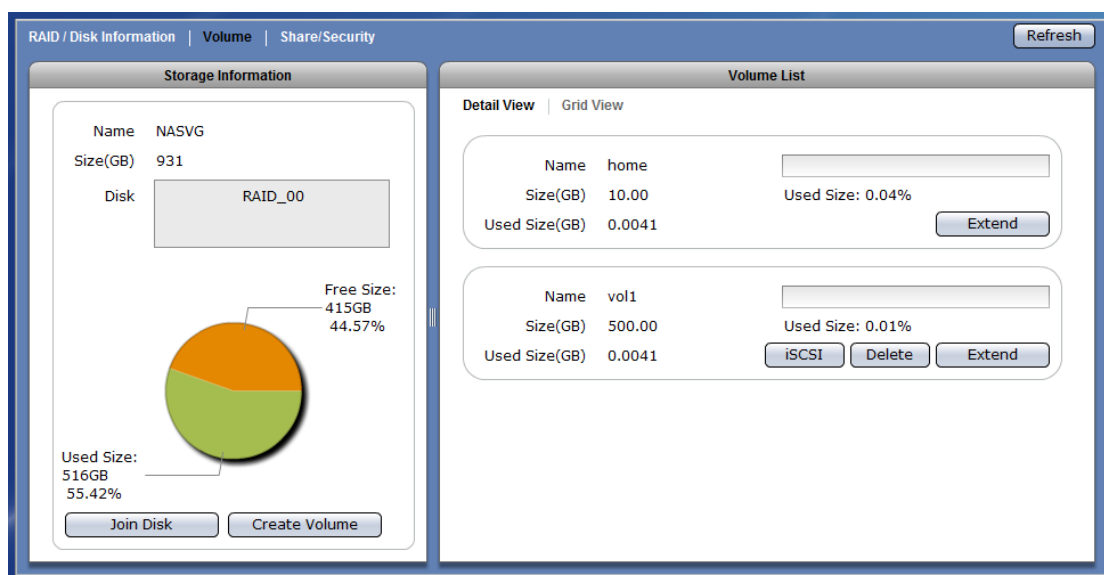 RAID / Disk Information | Volume | Share/Security
Refresh
Storage Information
Name NASVG
Size(GB) 931
Disk RAID_00
Free Size:
415GB
44.57%
Used Size:
516GB
55.42%
Join Disk Create Volume
Volume List
Detail View | Grid View
Name home
Size(GB) 10.00 Used Size: 0.04%
Used Size(GB) 0.0041 Extend
Name vol1
Size(GB) 500.00 Used Size: 0.01%
Used Size(GB) 0.0041 iSCSI Delete Extend